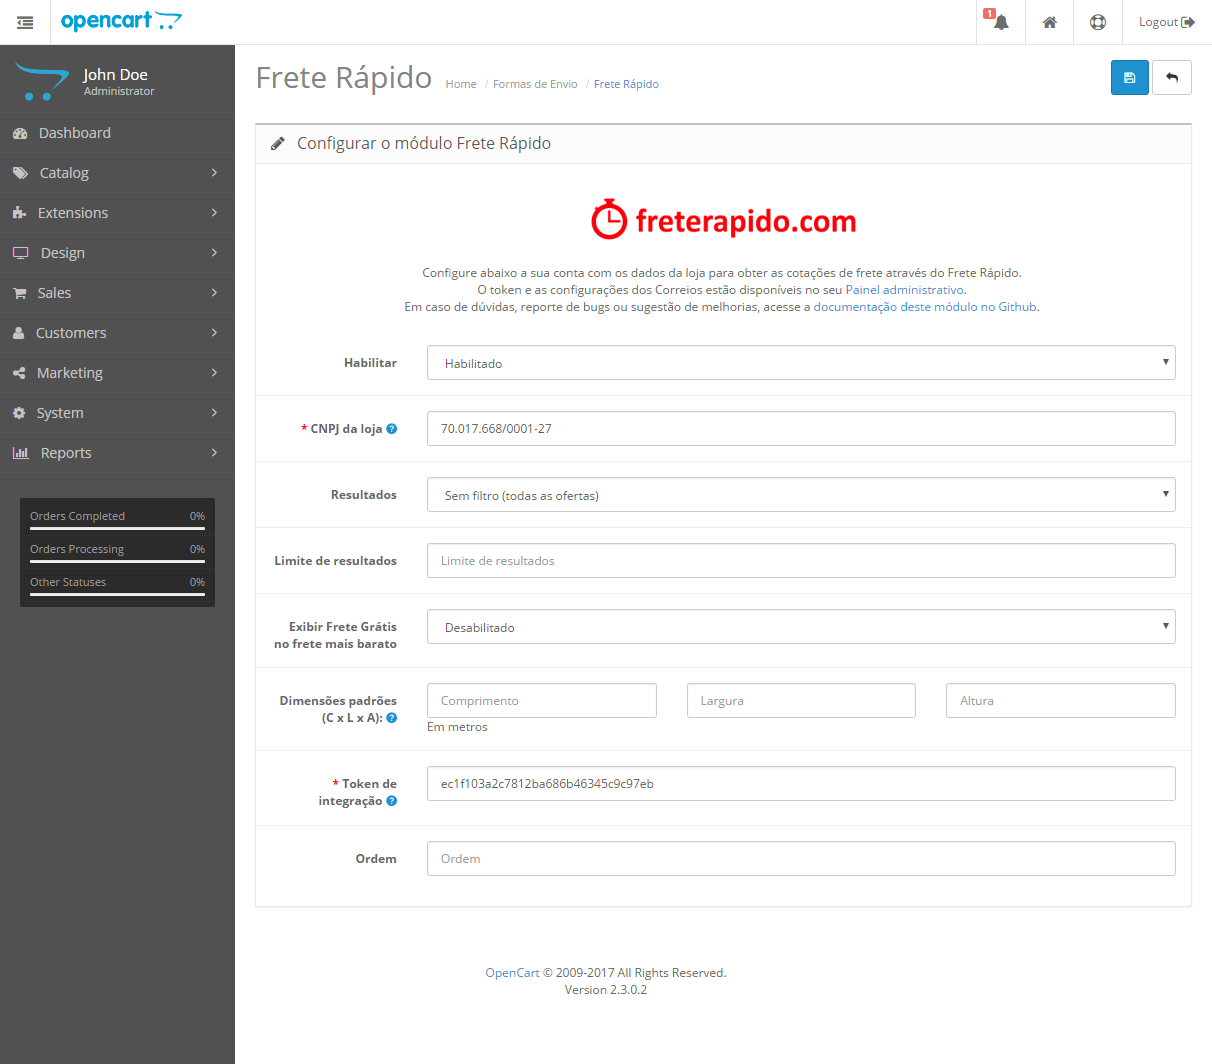 opencart
1
Logout
John Doe
Administrator
Dashboard
Catalog
Extensions
Design
Sales
Customers
Marketing
System
Reports
Orders Completed 0%
Orders Processing 0%
Other Statuses 0%
Frete Rápido
Home / Formas de Envio / Frete Rápido
Configurar o módulo Frete Rápido
freterapido.com
Configure abaixo a sua conta com os dados da loja para obter as cotações de frete através do Frete Rápido.
O token e as configurações dos Correios estão disponíveis no seu Painel administrativo.
Em caso de dúvidas, reporte de bugs ou sugestão de melhorias, acesse a documentação deste módulo no Github.
Habilitar
Habilitado
* CNPJ da loja ?
70.017.668/0001-27
Resultados
Sem filtro (todas as ofertas)
Limite de resultados
Limite de resultados
Exibir Frete Grátis
no frete mais barato
Desabilitado
Dimensões padrões
(C x L x A): ?
Comprimento
Largura
Altura
Em metros
* Token de
integração ?
ec1f103a2c7812ba686b46345c9c97eb
Ordem
Ordem
OpenCart © 2009-2017 All Rights Reserved.
Version 2.3.0.2